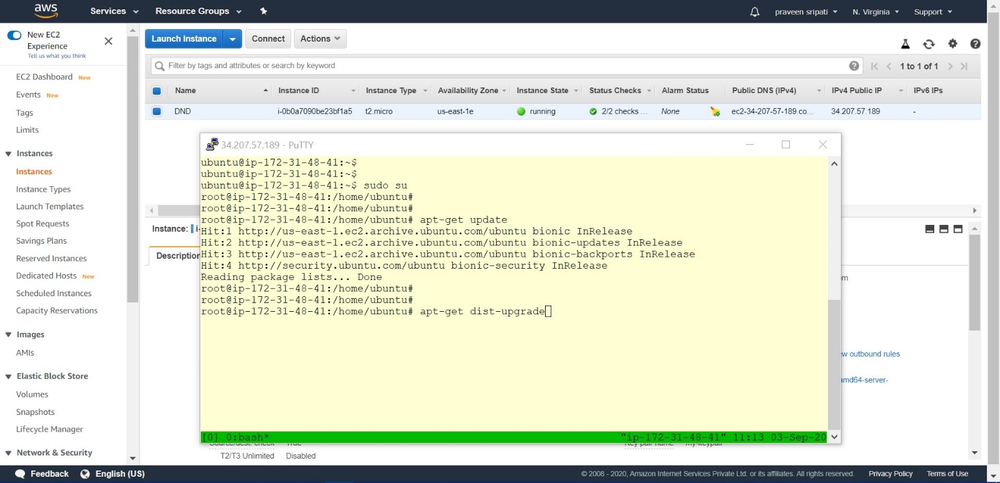 aws Services Resource Groups praveen sripati N. Virginia Support
New EC2
Experience
Tell us what you think
EC2 Dashboard New
Events New
Tags
Limits
Instances
Instances
Instance Types
Launch Templates
Spot Requests
Savings Plans
Reserved Instances
Dedicated Hosts New
Scheduled Instances
Capacity Reservations
Images
AMIs
Elastic Block Store
Volumes
Snapshots
Lifecycle Manager
Network & Security
Launch Instance Connect Actions
Filter by tags and attributes or search by keyword 1 to 1 of 1
Name Instance ID Instance Type Availability Zone Instance State Status Checks Alarm Status Public DNS (IPv4) IPv4 Public IP IPv6 IPs
DND i-0b0a7090be23bf1a5 t2.micro us-east-1e running 2/2 checks ... None ec2-34-207-57-189.co... 34.207.57.189 -
34.207.57.189 - PuTTY
ubuntu@ip-172-31-48-41:~$
ubuntu@ip-172-31-48-41:~$
ubuntu@ip-172-31-48-41:~$ sudo su
root@ip-172-31-48-41:/home/ubuntu#
root@ip-172-31-48-41:/home/ubuntu#
root@ip-172-31-48-41:/home/ubuntu# apt-get update
Hit:1 http://us-east-1.ec2.archive.ubuntu.com/ubuntu bionic InRelease
Hit:2 http://us-east-1.ec2.archive.ubuntu.com/ubuntu bionic-updates InRelease
Hit:3 http://us-east-1.ec2.archive.ubuntu.com/ubuntu bionic-backports InRelease
Hit:4 http://security.ubuntu.com/ubuntu bionic-security InRelease
Reading package lists... Done
root@ip-172-31-48-41:/home/ubuntu#
root@ip-172-31-48-41:/home/ubuntu#
root@ip-172-31-48-41:/home/ubuntu# apt-get dist-upgrade
[0] 0:bash* "ip-172-31-48-41" 11:13 03-Sep-20
Instance: i-
Description
om
ew outbound rules
amd64-server-
Source/dest. check True Key pair name my-keypair
T2/T3 Unlimited Disabled
Feedback English (US) © 2008 - 2020, Amazon Internet Services Private Ltd. or its affiliates. All rights reserved. Privacy Policy Terms of Use